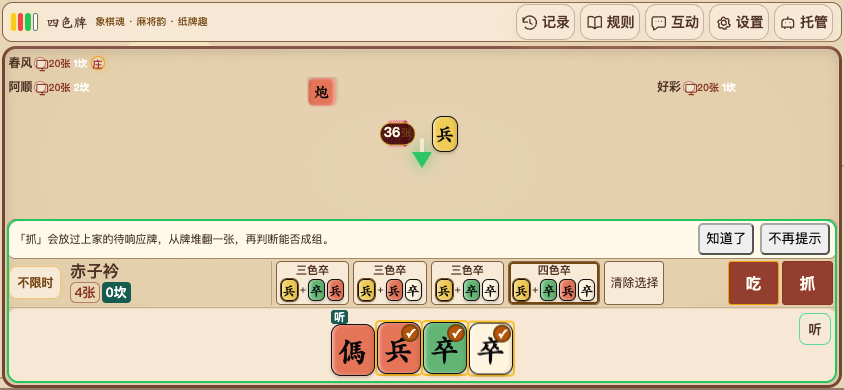 四色牌 象棋魂 · 麻将韵 · 纸牌趣
记录 规则 互动 设置 托管
春风 20张 1坎 庄
阿顺 20张 2坎
好彩 20张 1坎
炮
36张 兵
「抓」会放过上家的待响应牌，从牌堆翻一张，再判断能否成组。
知道了 不再提示
不限时
赤子衿
4张 0坎
三色卒 三色卒 三色卒 四色卒
兵+卒兵 兵+兵卒 兵+卒卒 兵+卒兵卒
清除选择
吃 抓
听
傌 兵 卒 卒
听